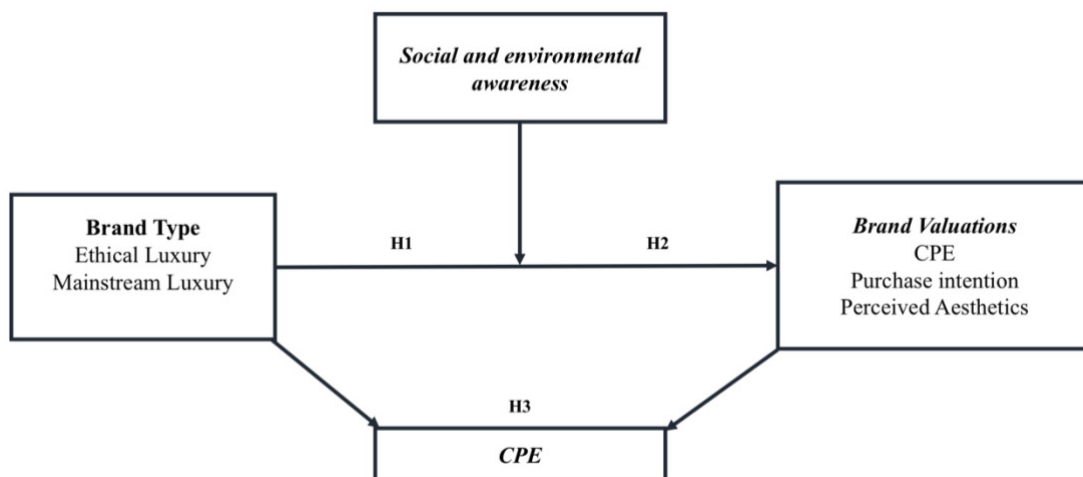 Social and environmental
awareness
Brand Type
Ethical Luxury
Mainstream Luxury
H1
H2
Brand Valuations
CPE
Purchase intention
Perceived Aesthetics
H3
CPE